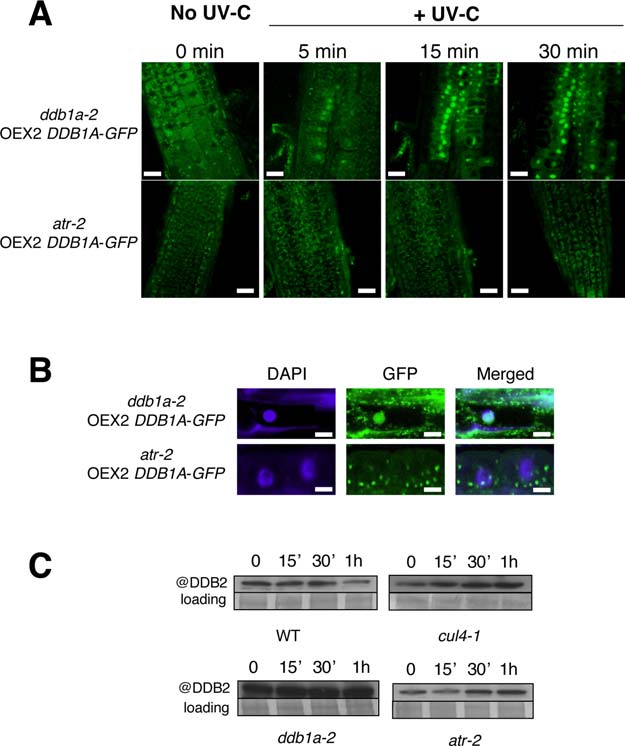 A
No UV-C
+ UV-C
0 min
5 min
15 min
30 min
ddb1a-2
OEX2 DDB1A-GFP
atr-2
OEX2 DDB1A-GFP
B
DAPI
GFP
Merged
ddb1a-2
OEX2 DDB1A-GFP
atr-2
OEX2 DDB1A-GFP
C
0 15’ 30’ 1h
0 15’ 30’ 1h
@DDB2
loading
WT
cul4-1
0 15’ 30’ 1h
0 15’ 30’ 1h
@DDB2
@DDB2
loading
loading
ddb1a-2
atr-2